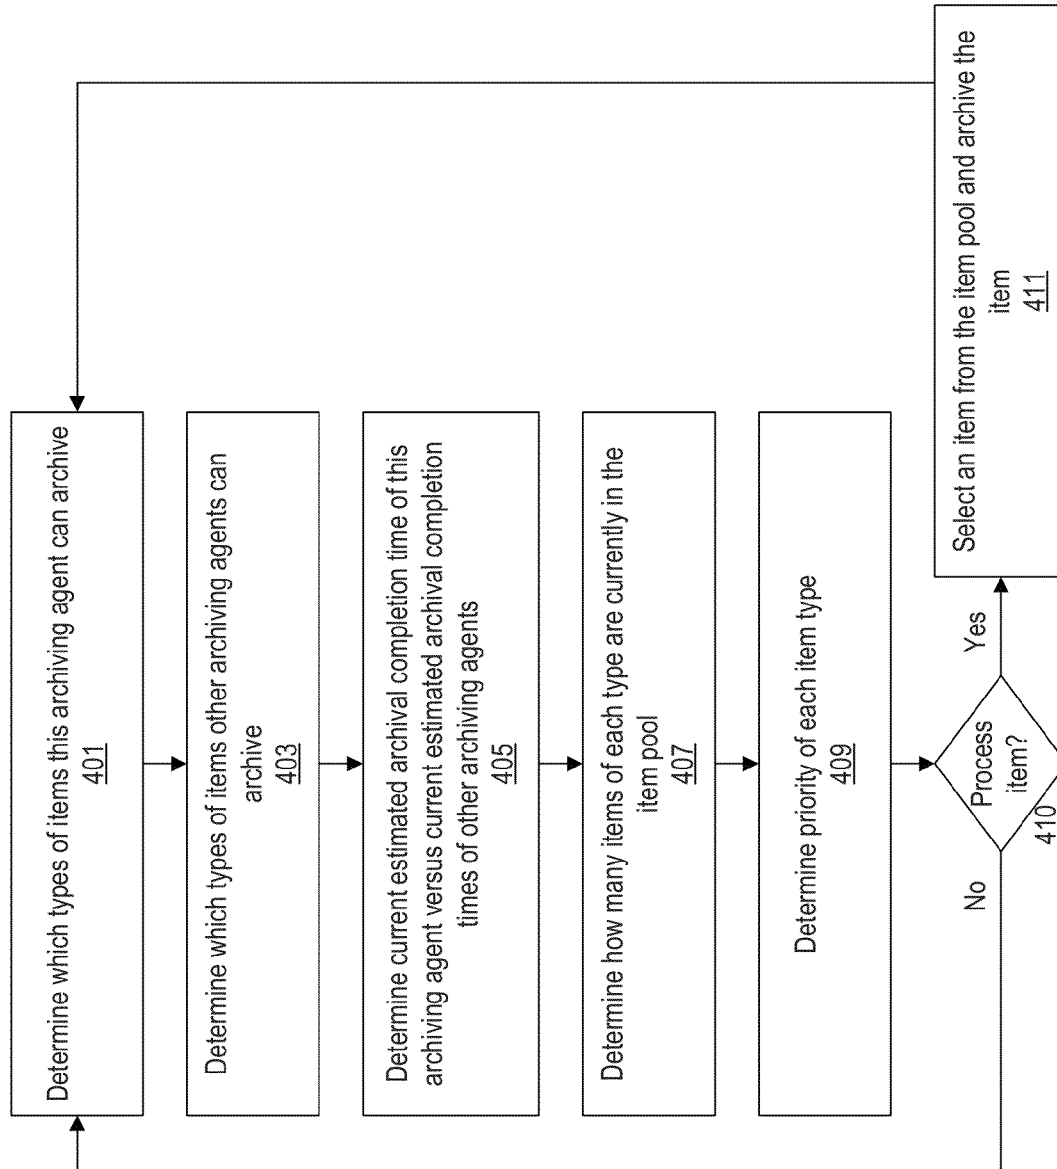 Determine which types of items this archiving agent can archive
401
Determine which types of items other archiving agents can
archive
403
Determine current estimated archival completion time of this
archiving agent versus current estimated archival completion
times of other archiving agents
405
Determine how many items of each type are currently in the
item pool
407
Determine priority of each item type
409
Process
item?
410
No
Yes
Select an item from the item pool and archive the
item
411